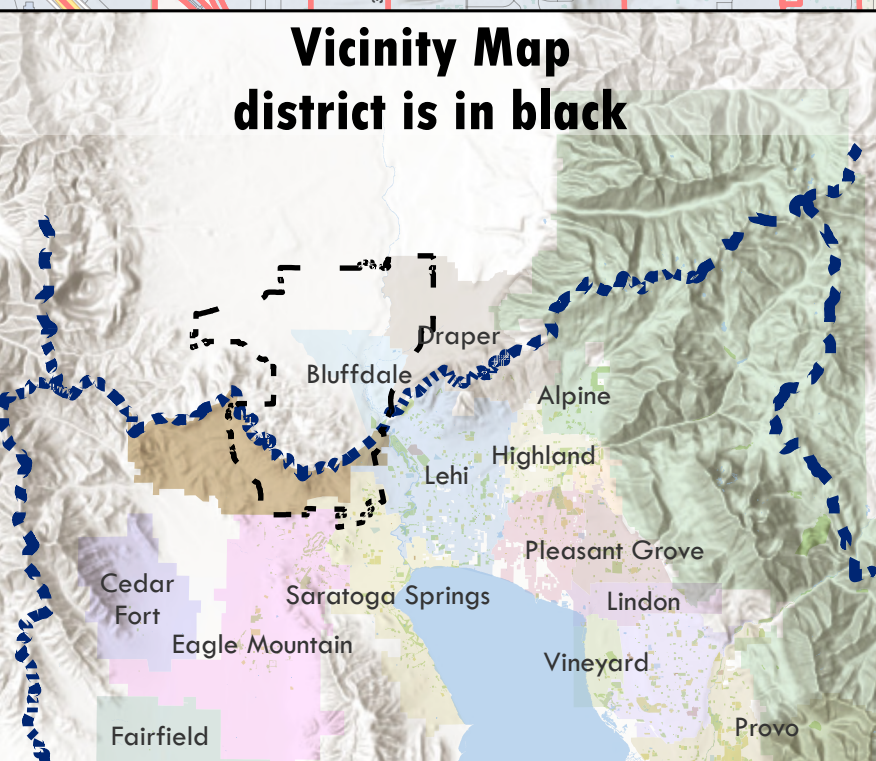 Vicinity Map
district is in black
Draper
Bluffdale
Alpine
Highland
Lehi
Pleasant Grove
Cedar
Fort
Saratoga Springs
Lindon
Eagle Mountain
Vineyard
Provo
Fairfield